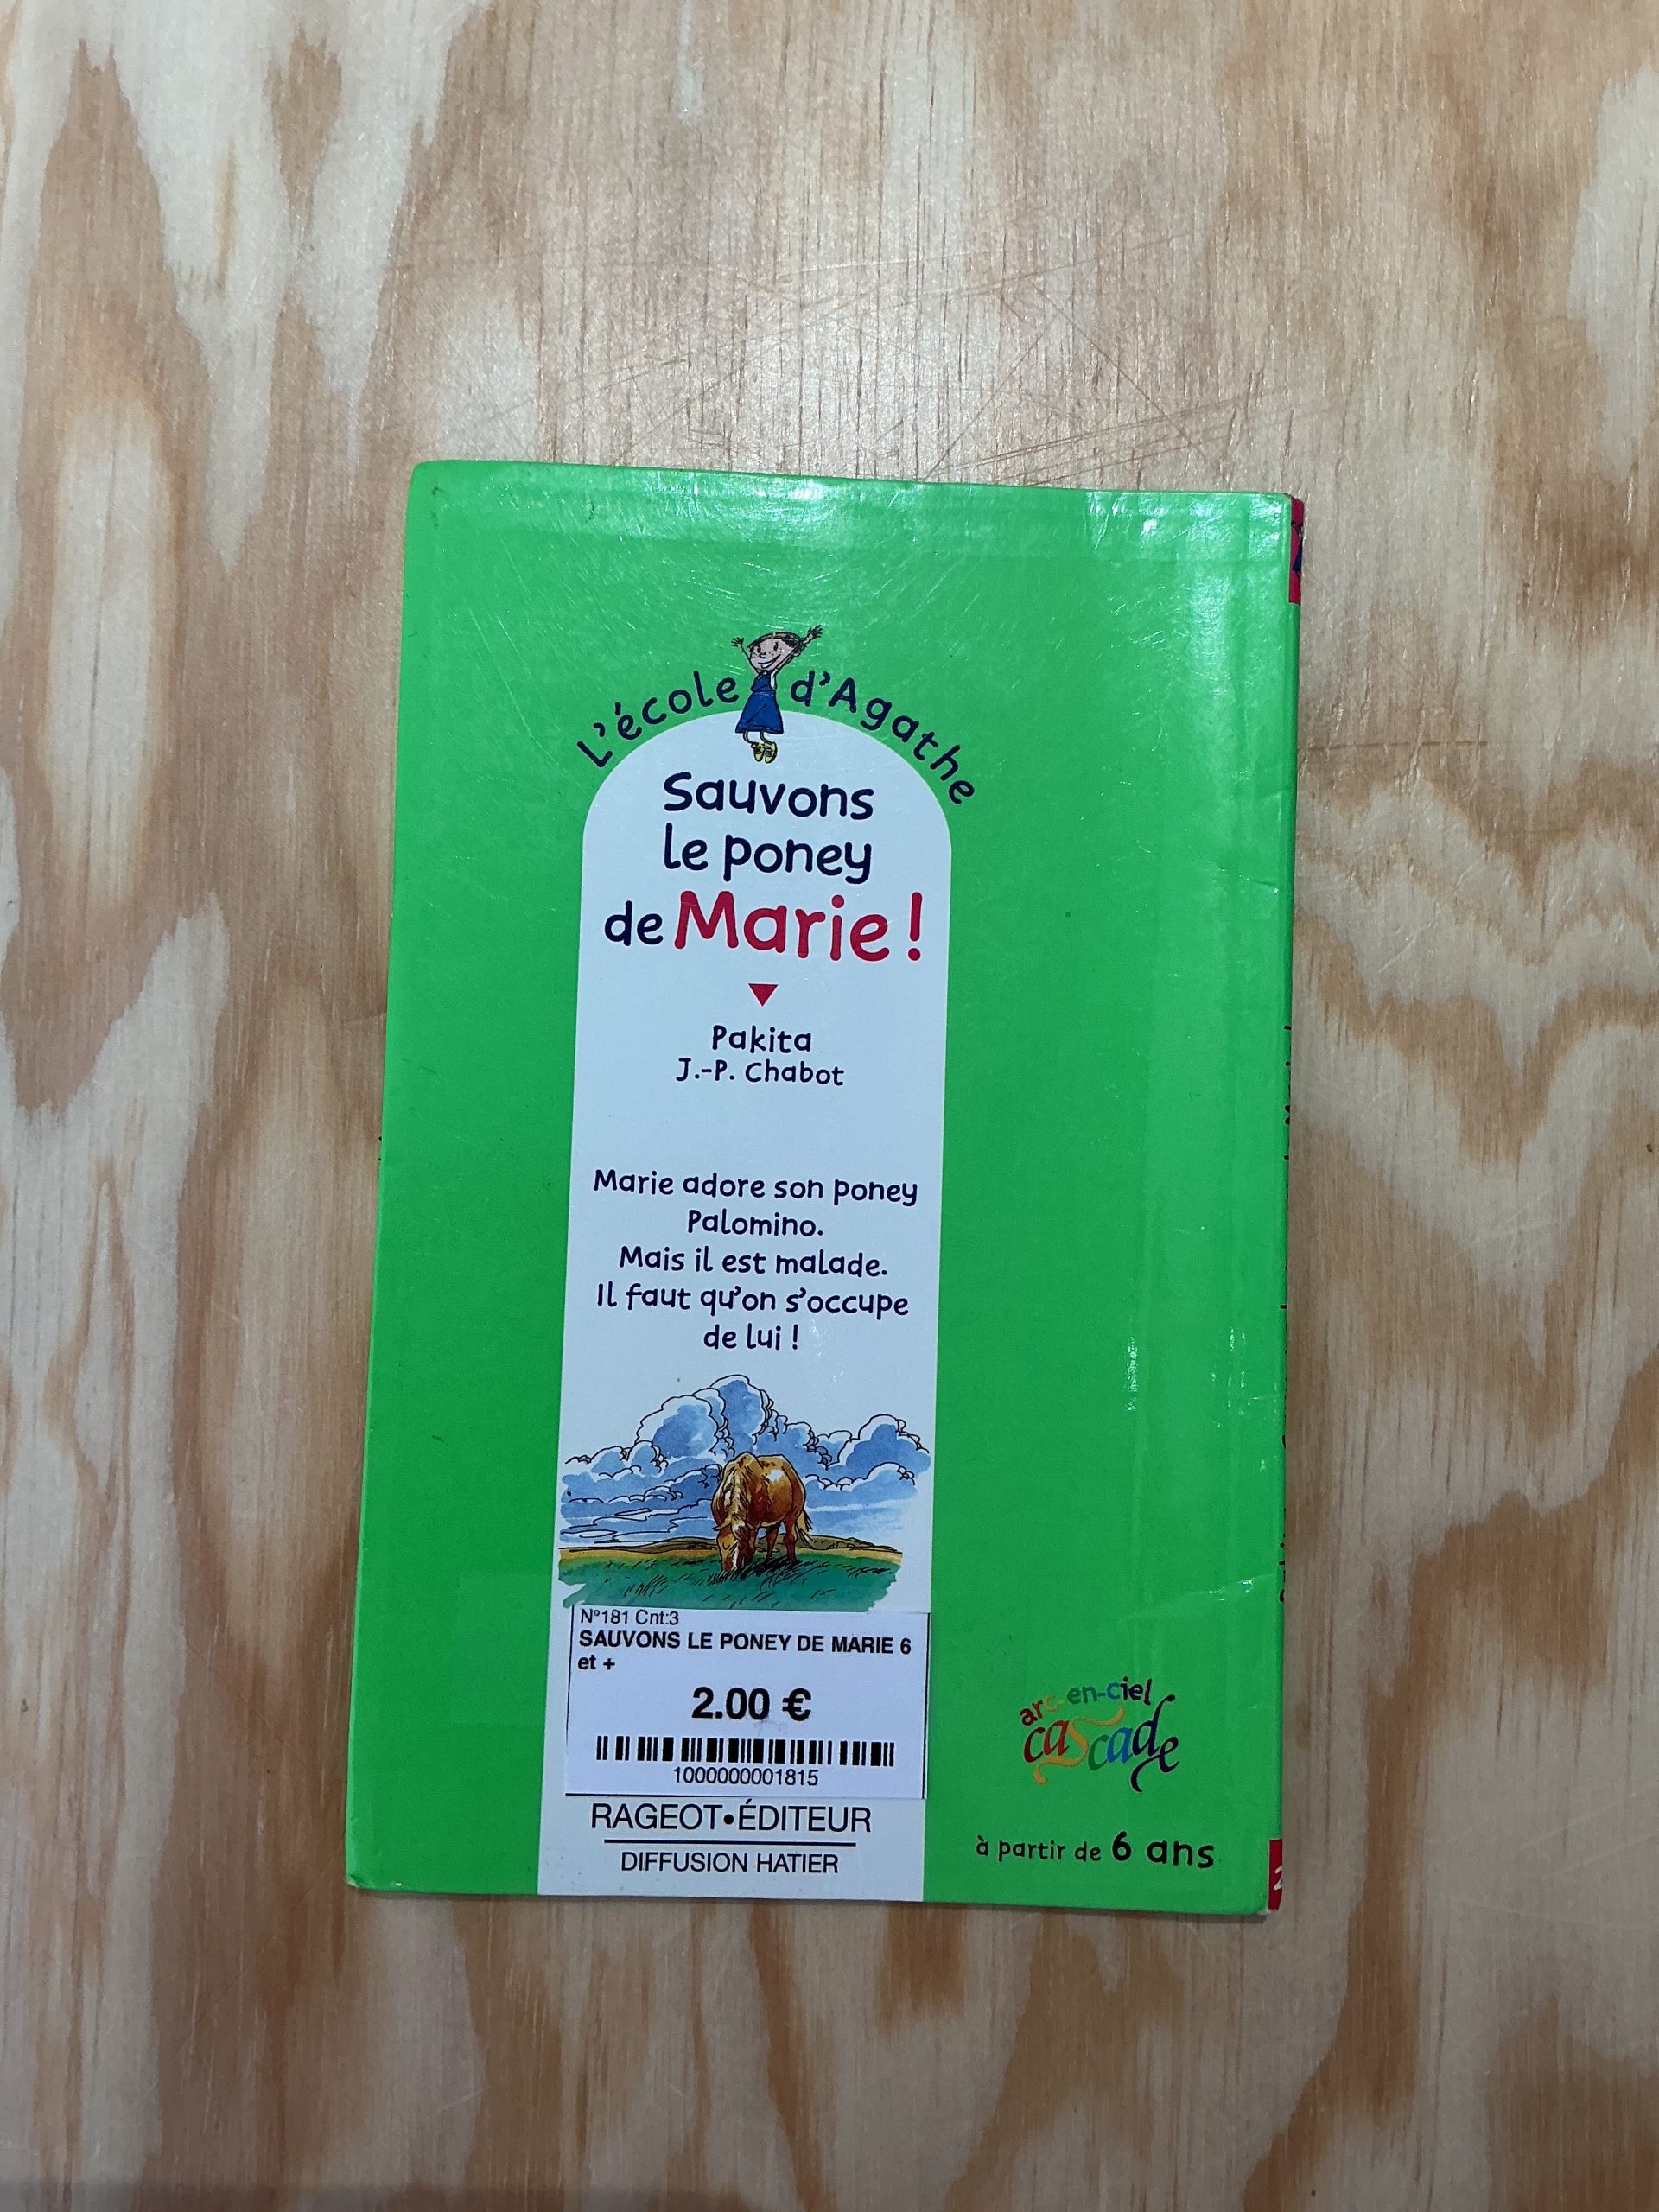 L'école d'Agathe
Sauvons
le poney
de Marie !
Pakita
J.-P. Chabot
Marie adore son poney
Palomino.
Mais il est malade.
Il faut qu'on s'occupe
de lui !
N°181 Cnt:3
SAUVONS LE PONEY DE MARIE 6
et +
2.00 €
1000000001815
RAGEOT•ÉDITEUR
DIFFUSION HATIER
arc-en-ciel
cascade
à partir de 6 ans